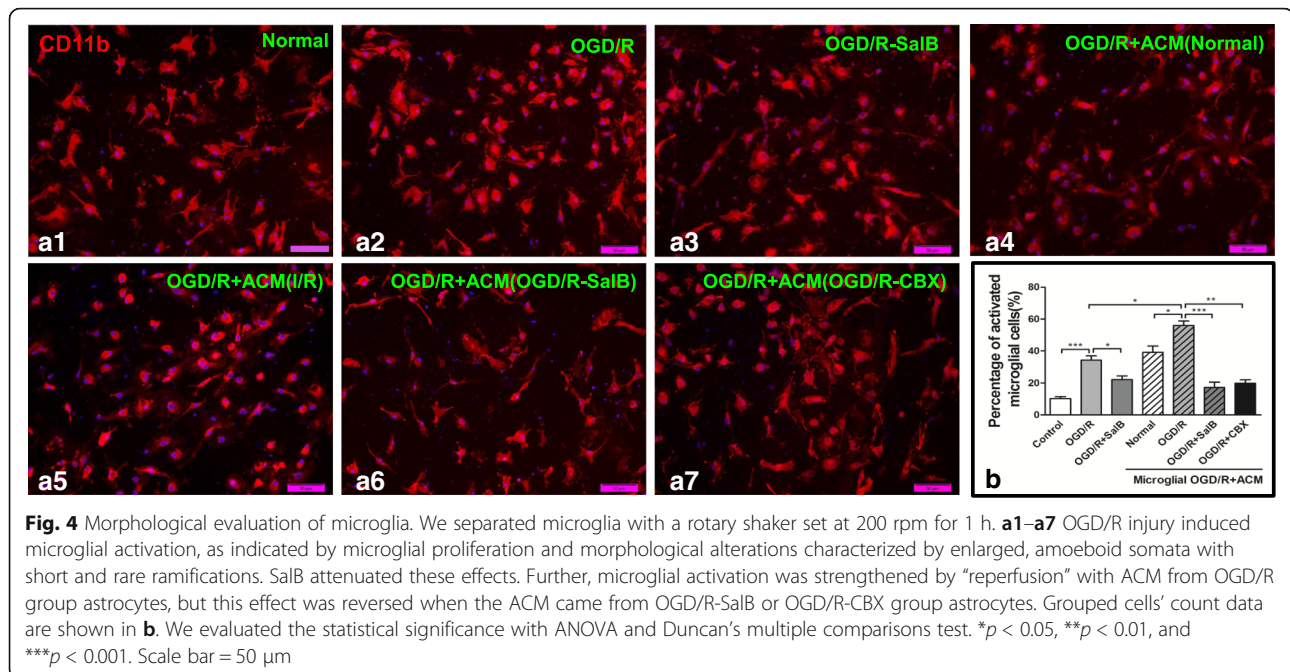 CD11b
Normal
a1
OGD/R
a2
OGD/R-SalB
a3
OGD/R+ACM(Normal)
a4
OGD/R+ACM(I/R)
a5
OGD/R+ACM(OGD/R-SalB)
a6
OGD/R+ACM(OGD/R-CBX)
a7
Percentage of activated
microglial cells(%)
80
60
40
20
0
***
*
*
*
***
**
Control
OGD/R
OGD/R+SalB
Normal
OGD/R
OGD/R+SalB
OGD/R+CBX
Microglial OGD/R+ACM
b
Fig. 4 Morphological evaluation of microglia. We separated microglia with a rotary shaker set at 200 rpm for 1 h. a1–a7 OGD/R injury induced
microglial activation, as indicated by microglial proliferation and morphological alterations characterized by enlarged, amoeboid somata with
short and rare ramifications. SalB attenuated these effects. Further, microglial activation was strengthened by “reperfusion” with ACM from OGD/R
group astrocytes, but this effect was reversed when the ACM came from OGD/R-SalB or OGD/R-CBX group astrocytes. Grouped cells’ count data
are shown in b. We evaluated the statistical significance with ANOVA and Duncan’s multiple comparisons test. *p < 0.05, **p < 0.01, and
***p < 0.001. Scale bar = 50 μm